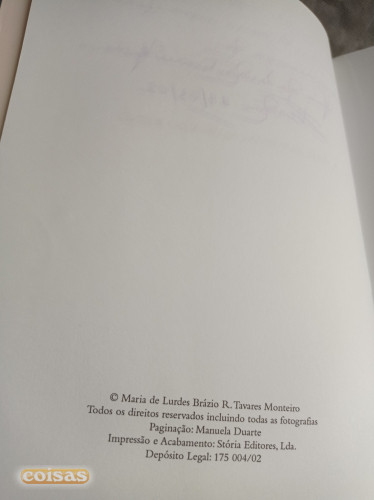 © Maria de Lurdes Brázio R. Tavares Monteiro
Todos os direitos reservados incluindo todas as fotografias
Paginação: Manuela Duarte
Impressão e Acabamento: Stória Editores, Lda.
Depósito Legal: 175 004/02
coisas